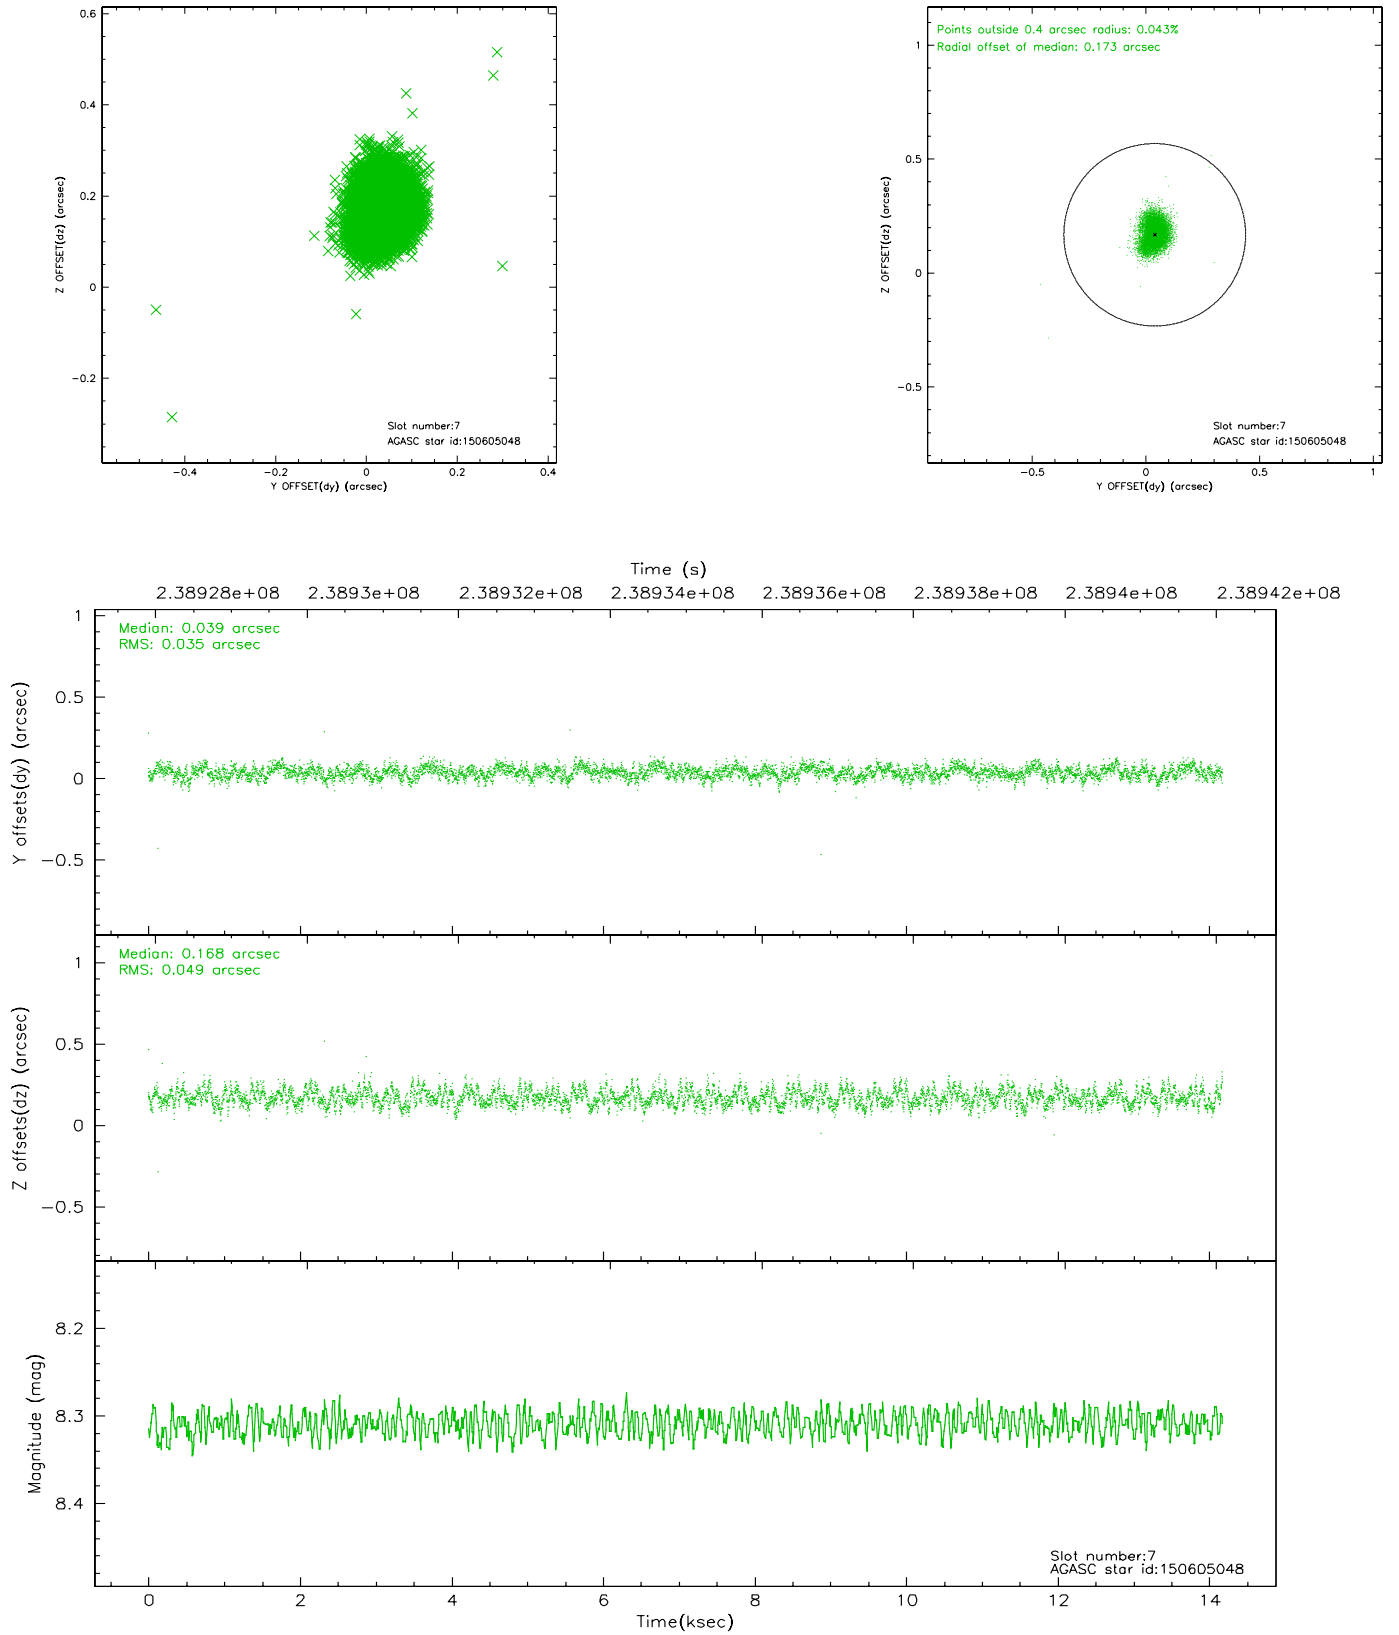 0.6
0.4
0.2
0
−0.2
−0.4
−0.2
0
0.2
0.4
Z OFFSET(dz) (arcsec)
Y OFFSET(dy) (arcsec)
Slot number:7
AGASC star id:150605048
Points outside 0.4 arcsec radius: 0.043%
Radial offset of median: 0.173 arcsec
1
0.5
0
−0.5
−0.5
0
0.5
1
Z OFFSET(dz) (arcsec)
Y OFFSET(dy) (arcsec)
Slot number:7
AGASC star id:150605048
Time (s)
2.38928e+08 2.3893e+08 2.38932e+08 2.38934e+08 2.38936e+08 2.38938e+08 2.3894e+08 2.38942e+08
Median: 0.039 arcsec
RMS: 0.035 arcsec
1
0.5
0
−0.5
Y offsets(dy) (arcsec)
Median: 0.168 arcsec
RMS: 0.049 arcsec
1
0.5
0
−0.5
Z offsets(dz) (arcsec)
8.2
8.3
8.4
Magnitude (mag)
Slot number:7
AGASC star id:150605048
0 2 4 6 8 10 12 14
Time(ksec)